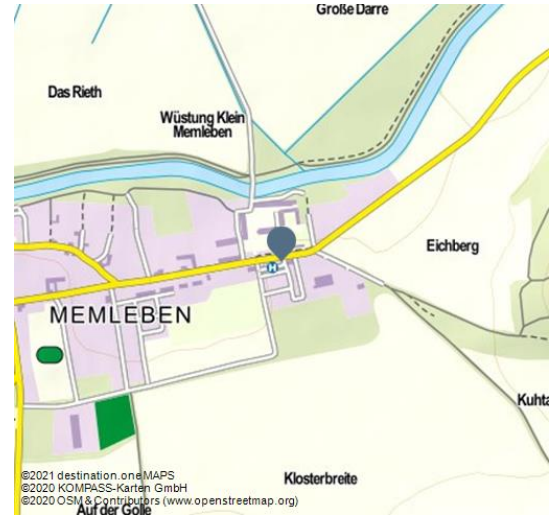 Große Darre
Das Rieth
Wüstung Klein
Memleben
Eichberg
H
MEMLEBEN
Kuhta
Klosterbreite
©2021 destination.one MAPS
©2020 KOMPASS-Karten GmbH
©2020 OSM & Contributors (www.openstreetmap.org)
Auf der Golle